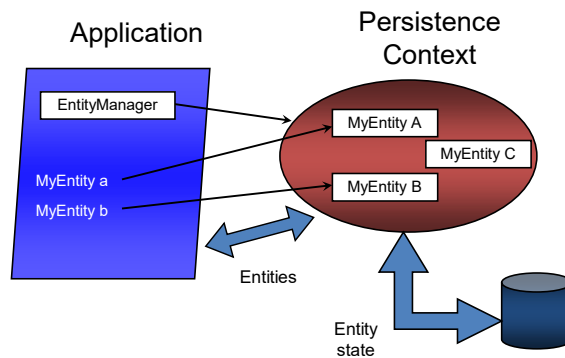 Application
Persistence
Context
EntityManager
MyEntity A
MyEntity C
MyEntity a
MyEntity B
MyEntity b
Entities
Entity
state